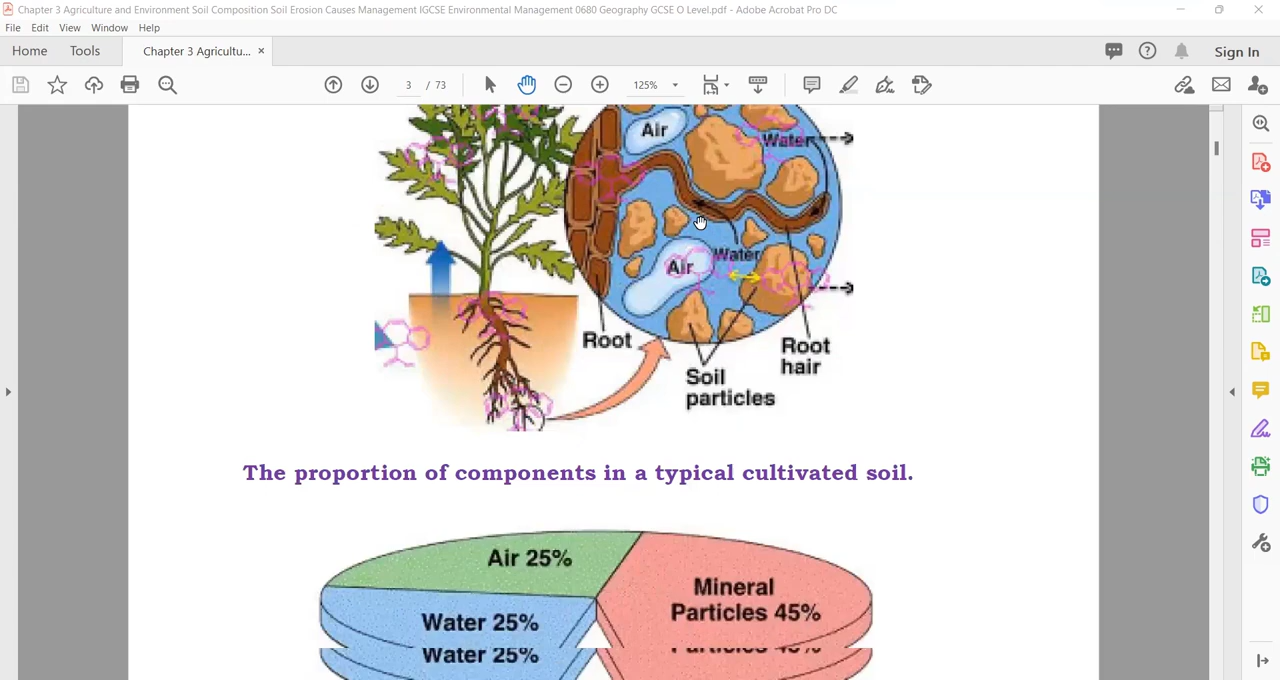 Chapter 3 Agriculture and Environment Soil Composition Soil Erosion Causes Management IGCSE Environmental Management 0680 Geography GCSE O Level.pdf - Adobe Acrobat Pro DC
File Edit View Window Help
Home Tools Chapter 3 Agricultu... × Sign In
3 / 73 125%
Air
Water
Water
Air
Root
Root
hair
Soil
particles
The proportion of components in a typical cultivated soil.
Air 25%
Mineral
Particles 45%
Water 25%
Water 25%